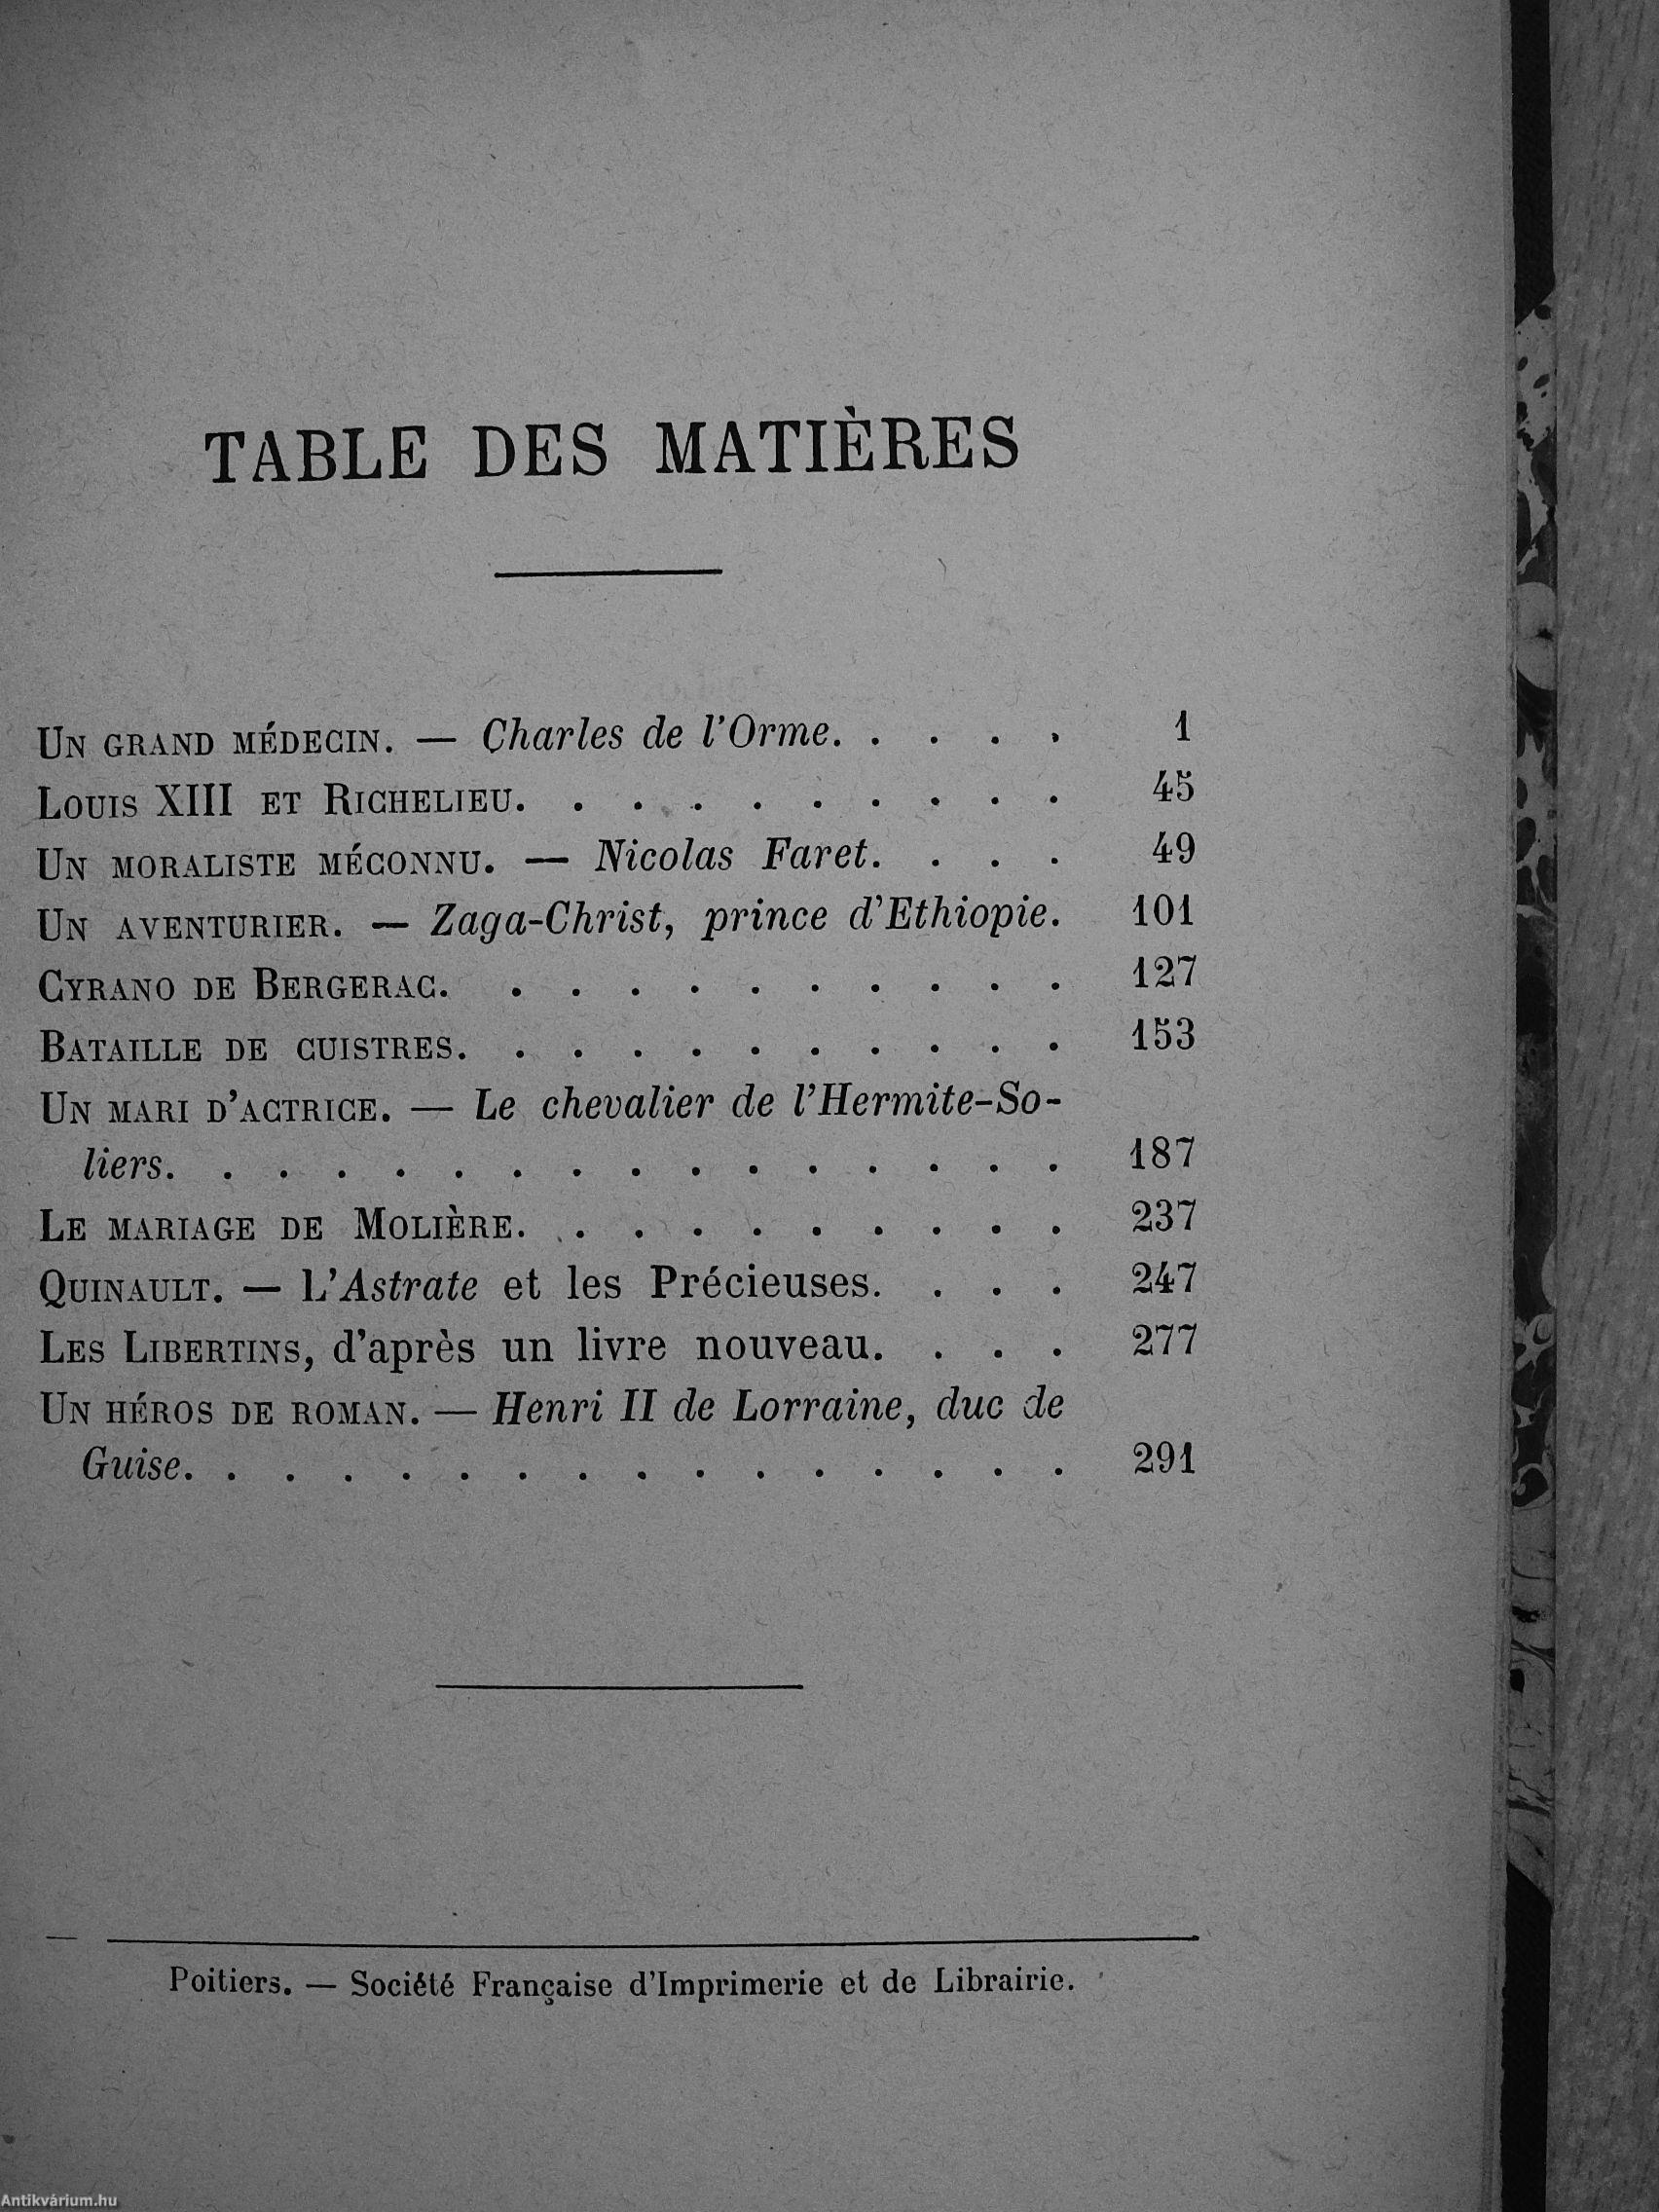 TABLE DES MATIÈRES
UN GRAND MÉDECIN. — Charles de l'Orme. . . . . 1
LOUIS XIII ET RICHELIEU. . . . . . . . . . 45
UN MORALISTE MÉCONNU. — Nicolas Faret. . . . 49
UN AVENTURIER. — Zaga-Christ, prince d'Ethiopie. 101
CYRANO DE BERGERAC. . . . . . . . . . . 127
BATAILLE DE CUISTRES. . . . . . . . . . . 153
UN MARI D'ACTRICE. — Le chevalier de l'Hermite-So-
liers. . . . . . . . . . . . . . . . 187
LE MARIAGE DE MOLIÈRE. . . . . . . . . . 237
QUINAULT. — L'Astrate et les Précieuses. . . . 247
LES LIBERTINS, d'après un livre nouveau. . . . 277
UN HÉROS DE ROMAN. — Henri II de Lorraine, duc de
Guise. . . . . . . . . . . . . . . . 291
Poitiers. — Société Française d'Imprimerie et de Librairie.
Antikvárium.hu